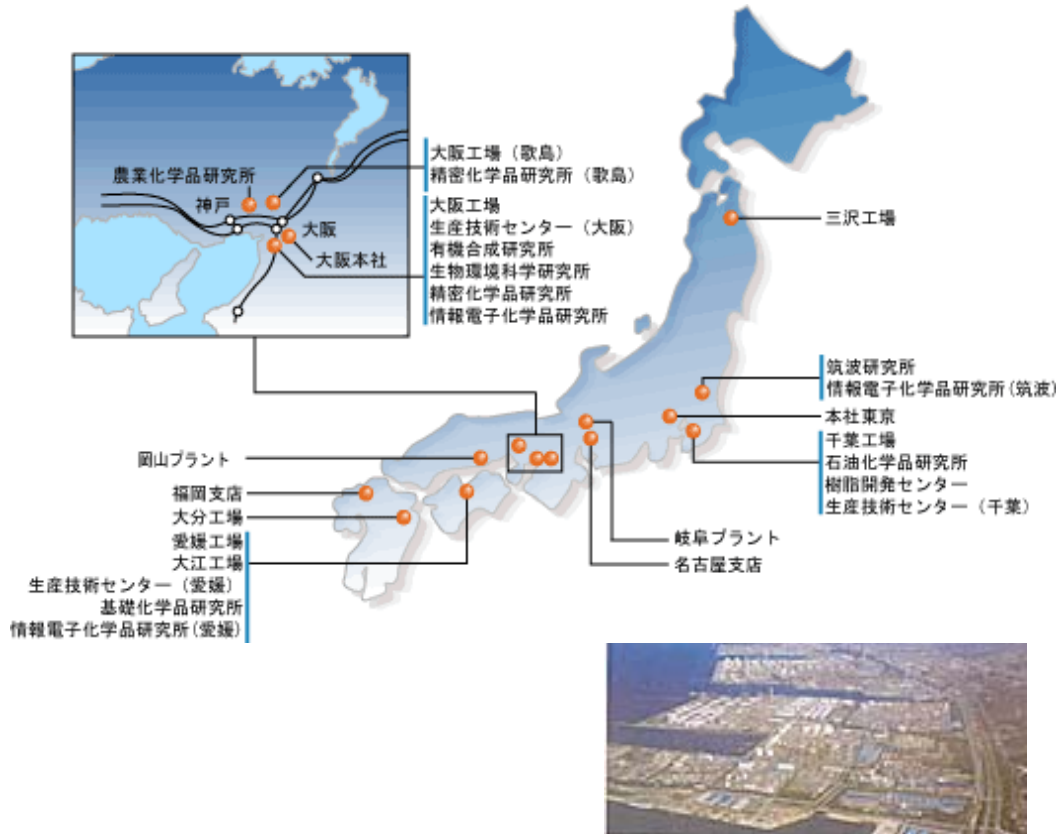 農業化学品研究所
神戸
大阪
大阪本社
大阪工場（歌島）
精密化学品研究所（歌島）
大阪工場
生産技術センター（大阪）
有機合成研究所
生物環境科学研究所
精密化学品研究所
情報電子化学品研究所
三沢工場
筑波研究所
情報電子化学品研究所(筑波)
本社東京
千葉工場
石油化学品研究所
樹脂開発センター
生産技術センター（千葉）
岐阜プラント
名古屋支店
岡山プラント
福岡支店
大分工場
愛媛工場
大江工場
生産技術センター（愛媛）
基礎化学品研究所
情報電子化学品研究所(愛媛)